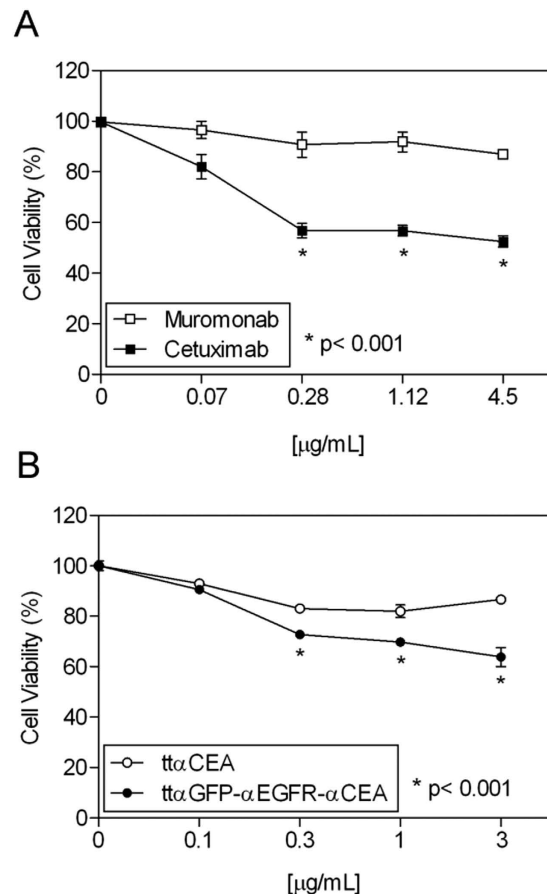 A
120
100
80
60
40
20
0
Cell Viability (%)
* * *
Muromonab
Cetuximab
* p< 0.001
0 0.07 0.28 1.12 4.5
[μg/mL]
B
120
100
80
60
40
20
0
Cell Viability (%)
* * *
ttαCEA
ttαGFP-αEGFR-αCEA
* p< 0.001
0 0.1 0.3 1 3
[μg/mL]